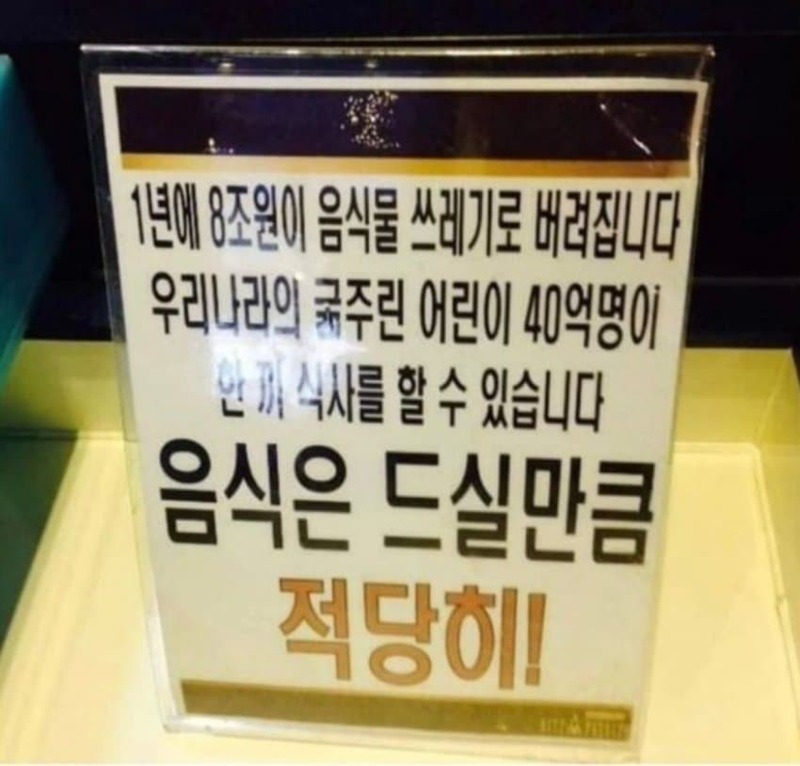 1년에 8조원이 음식물 쓰레기로 버려집니다
우리나라의 굶주린 어린이 40억명이
한 끼 식사를 할 수 있습니다
음식은 드실만큼
적당히!